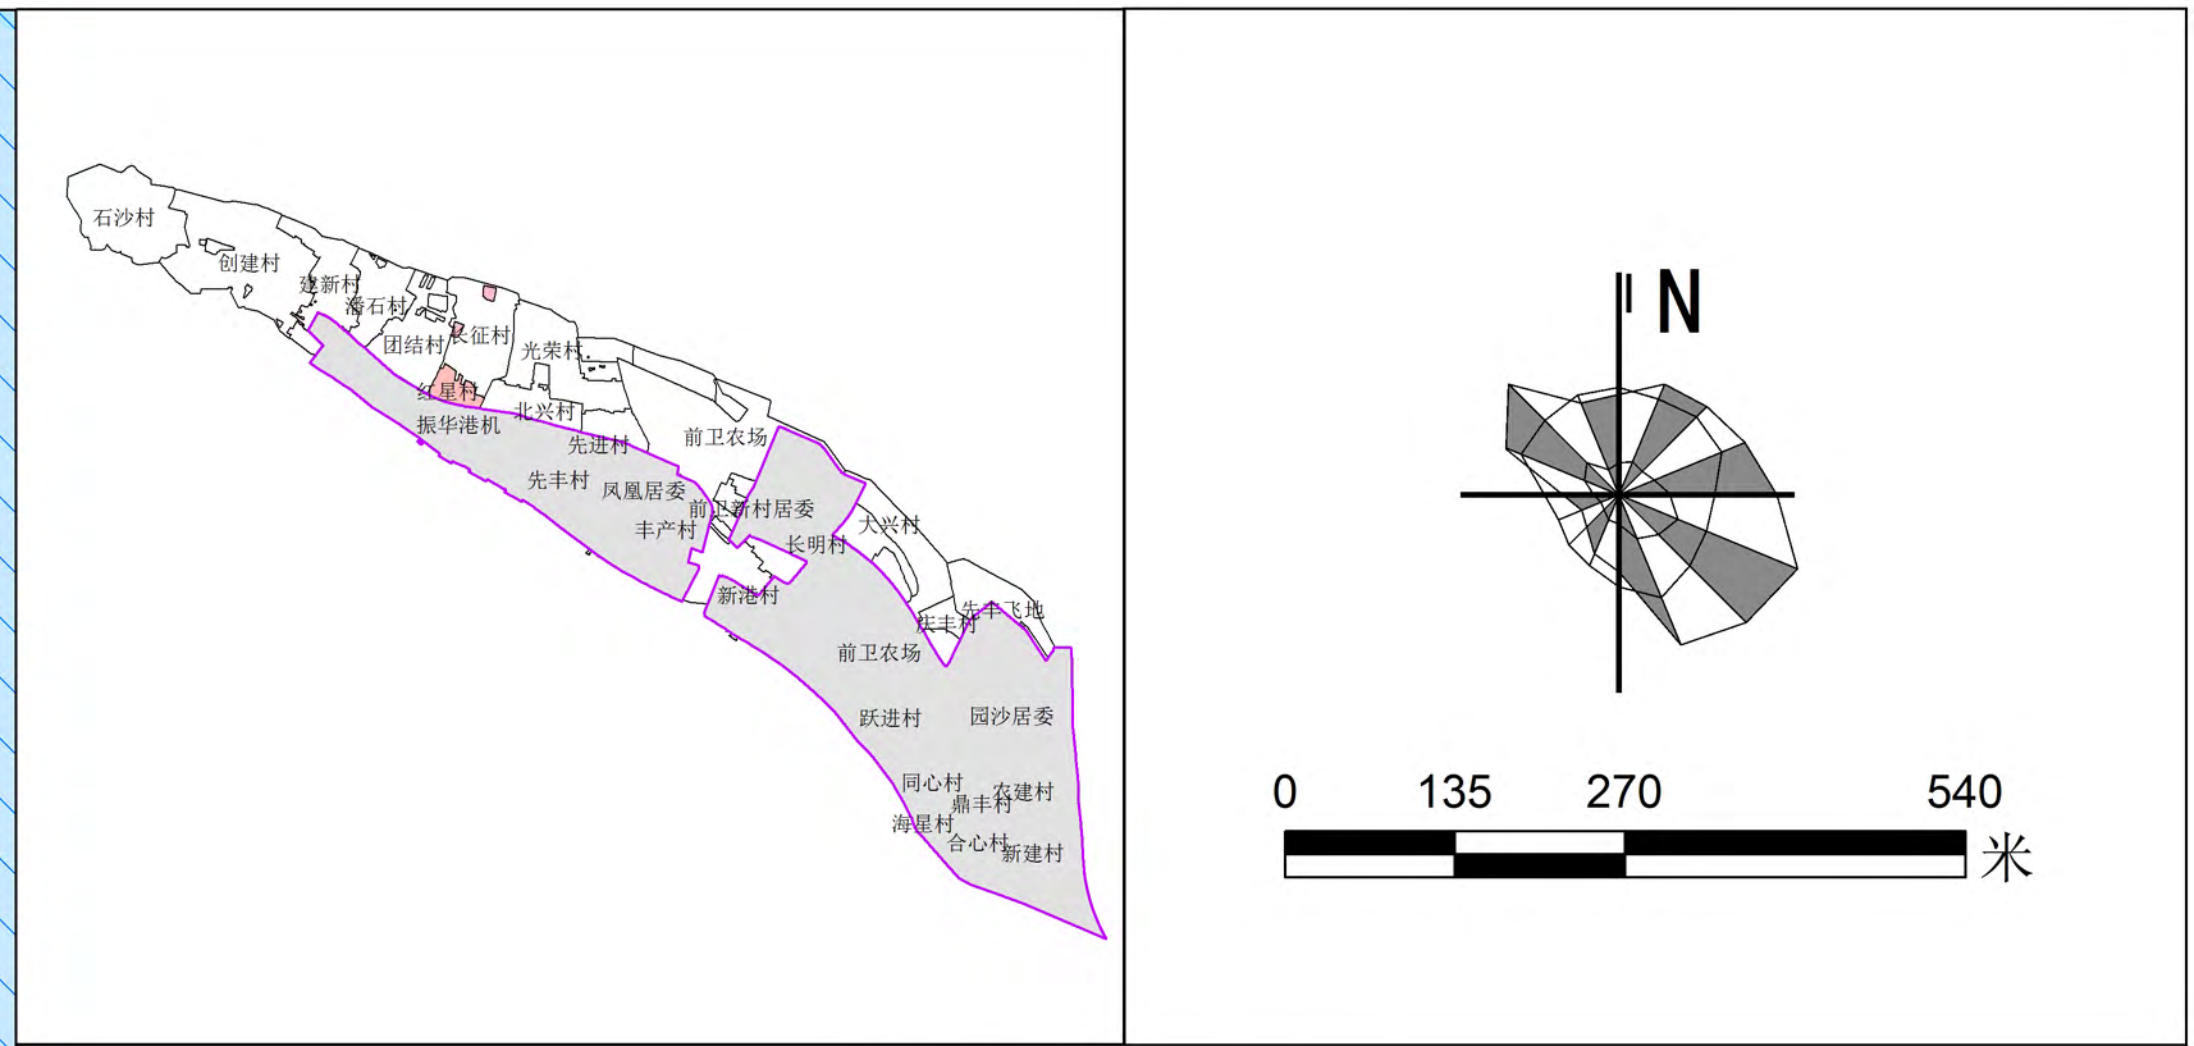 石沙村
创建村
建新村
潘石村
团结村
长征村
光荣村
红星村
北兴村
振华港机
先进村
前卫农场
先丰村
凤凰居委
前卫新村居委
丰产村
大兴村
长明村
新港村
先丰飞地
庆丰村
前卫农场
跃进村
园沙居委
同心村
农建村
鼎丰村
海星村
合心村
新建村
N
0 135 270 540
米